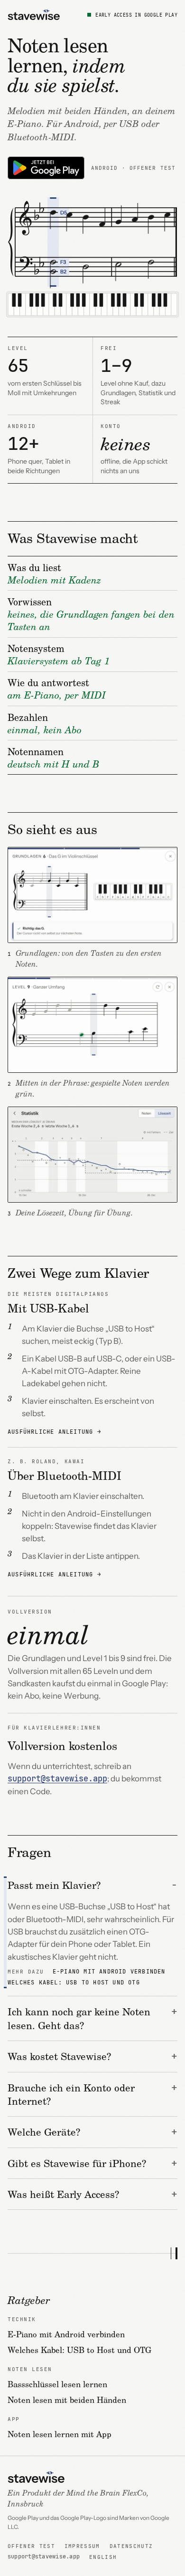 stavewise
EARLY ACCESS IN GOOGLE PLAY
Noten lesen
lernen, indem
du sie spielst.
Melodien mit beiden Händen, an deinem
E-Piano. Für Android, per USB oder
Bluetooth-MIDI.
JETZT BEI
Google Play
ANDROID · OFFENER TEST
D5
F3
B2
LEVEL
65
vom ersten Schlüssel bis
Moll mit Umkehrungen
FREI
1–9
Level ohne Kauf, dazu
Grundlagen, Statistik und
Streak
ANDROID
12+
Phone quer, Tablet in
beide Richtungen
KONTO
keines
offline, die App schickt
nichts an uns
Was Stavewise macht
Was du liest
Melodien mit Kadenz
Vorwissen
keines, die Grundlagen fangen bei den
Tasten an
Notensystem
Klaviersystem ab Tag 1
Wie du antwortest
am E-Piano, per MIDI
Bezahlen
einmal, kein Abo
Notennamen
deutsch mit H und B
So sieht es aus
GRUNDLAGEN
Das G im Violinschlüssel
Richtig, das G.
1 Grundlagen: von den Tasten zu den ersten
Noten.
LEVEL 9 · Ganzer Umfang
2 Mitten in der Phrase: gespielte Noten werden
grün.
Statistik
3 Deine Lösezeit, Übung für Übung.
Zwei Wege zum Klavier
DIE MEISTEN DIGITALPIANOS
Mit USB-Kabel
1 Am Klavier die Buchse „USB to Host“
suchen, meist eckig (Typ B).
2 Ein Kabel USB-B auf USB-C, oder ein USB-
A-Kabel mit OTG-Adapter. Reine
Ladekabel gehen nicht.
3 Klavier einschalten. Es erscheint von
selbst.
AUSFÜHRLICHE ANLEITUNG →
Z. B. ROLAND, KAWAI
Über Bluetooth-MIDI
1 Bluetooth am Klavier einschalten.
2 Nicht in den Android-Einstellungen
koppeln: Stavewise findet das Klavier
selbst.
3 Das Klavier in der Liste antippen.
AUSFÜHRLICHE ANLEITUNG →
VOLLVERSION
einmal
Die Grundlagen und Level 1 bis 9 sind frei. Die
Vollversion mit allen 65 Leveln und dem
Sandkasten kaufst du einmal in Google Play:
kein Abo, keine Werbung.
FÜR KLAVIERLEHRER:INNEN
Vollversion kostenlos
Wenn du unterrichtest, schreib an
support@stavewise.app: du bekommst
einen Code.
Fragen
Passt mein Klavier? –
Wenn es eine USB-Buchse „USB to Host“ hat
oder Bluetooth-MIDI, sehr wahrscheinlich. Für
USB brauchst du zusätzlich einen OTG-
Adapter für dein Phone oder Tablet. Ein
akustisches Klavier geht nicht.
MEHR DAZU E-PIANO MIT ANDROID VERBINDEN
WELCHES KABEL: USB TO HOST UND OTG
Ich kann noch gar keine Noten +
lesen. Geht das?
Was kostet Stavewise? +
Brauche ich ein Konto oder +
Internet?
Welche Geräte? +
Gibt es Stavewise für iPhone? +
Was heißt Early Access? +
Ratgeber
TECHNIK
E-Piano mit Android verbinden
Welches Kabel: USB to Host und OTG
NOTEN LESEN
Bassschlüssel lesen lernen
Noten lesen mit beiden Händen
APP
Noten lesen lernen mit App
stavewise
Ein Produkt der Mind the Brain FlexCo,
Innsbruck
Google Play und das Google Play-Logo sind Marken von Google
LLC.
OFFENER TEST IMPRESSUM DATENSCHUTZ
support@stavewise.app ENGLISH